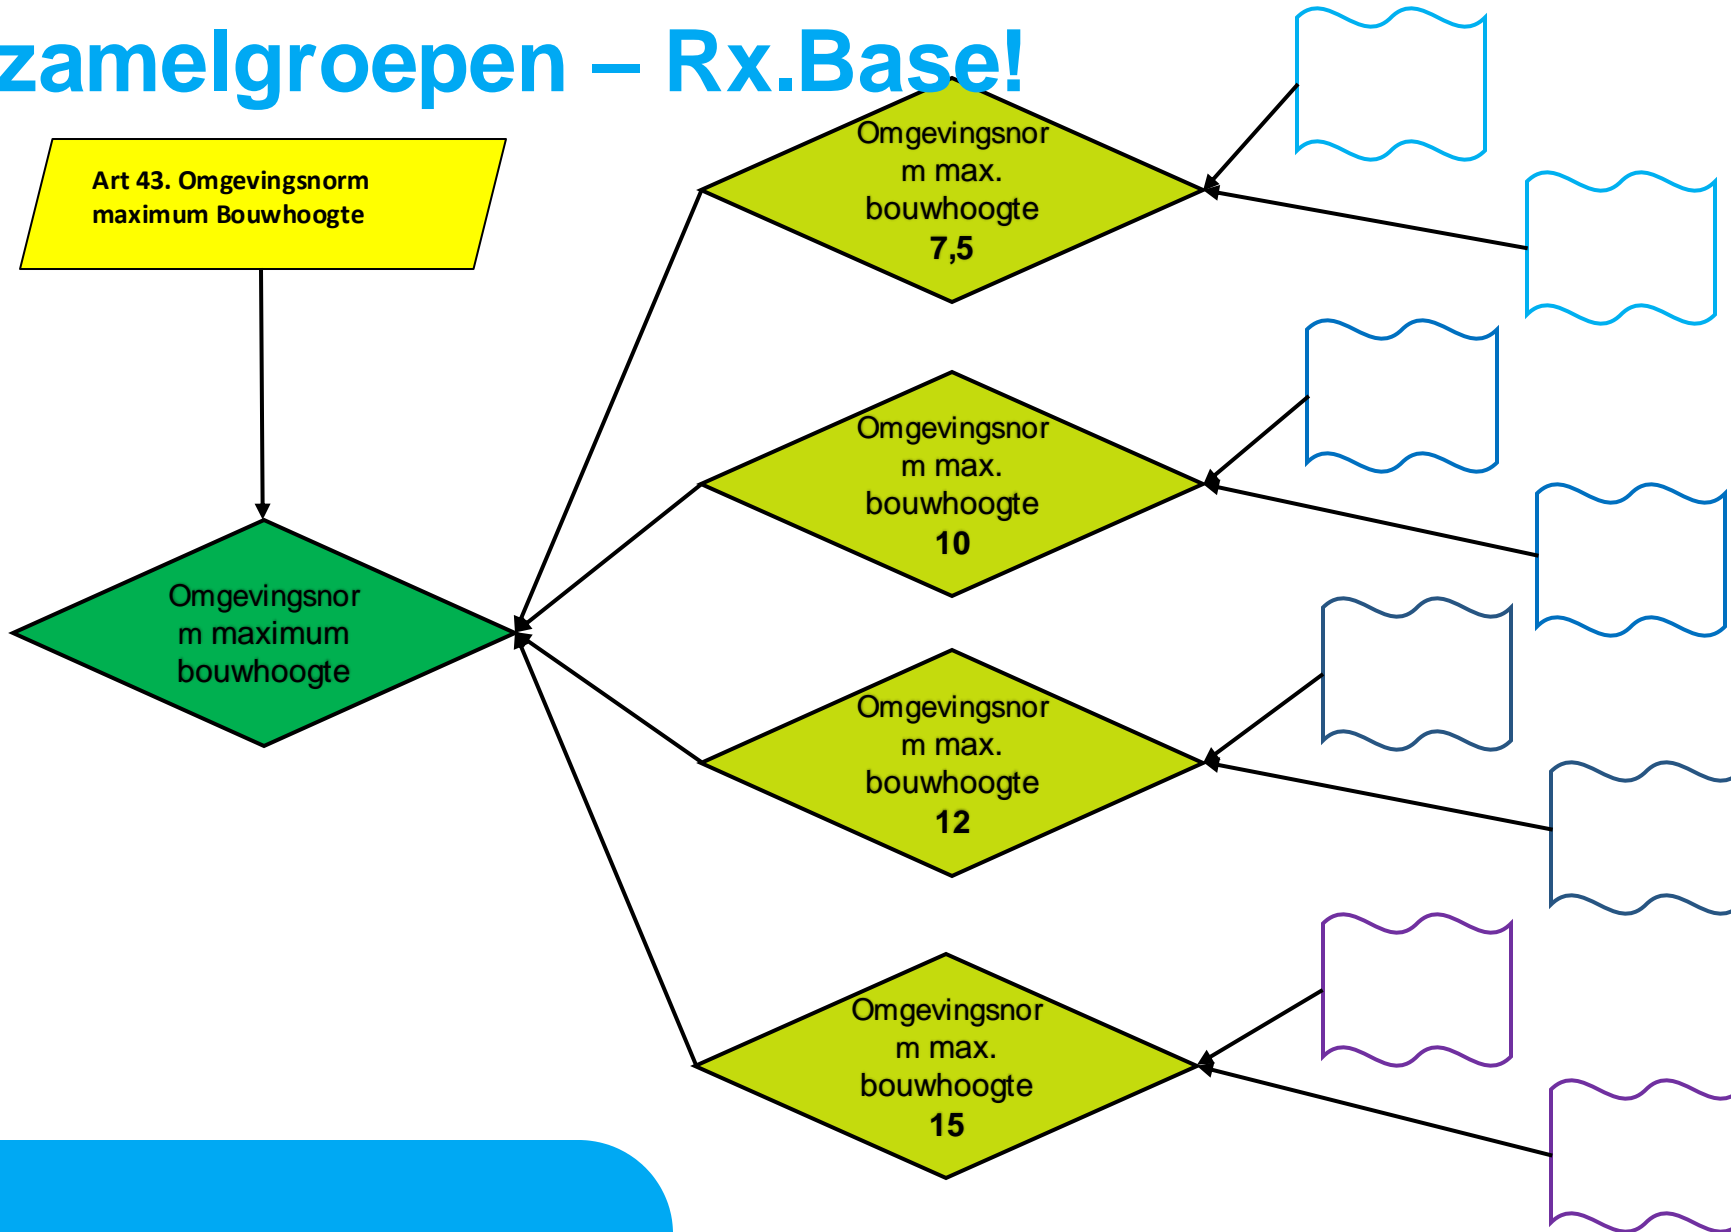 zamelgroepen – Rx.Base!
Art 43. Omgevingsnorm
maximum Bouwhoogte
Omgevingsnor
m maximum
bouwhoogte
Omgevingsnor
m max.
bouwhoogte
7,5
Omgevingsnor
m max.
bouwhoogte
10
Omgevingsnor
m max.
bouwhoogte
12
Omgevingsnor
m max.
bouwhoogte
15